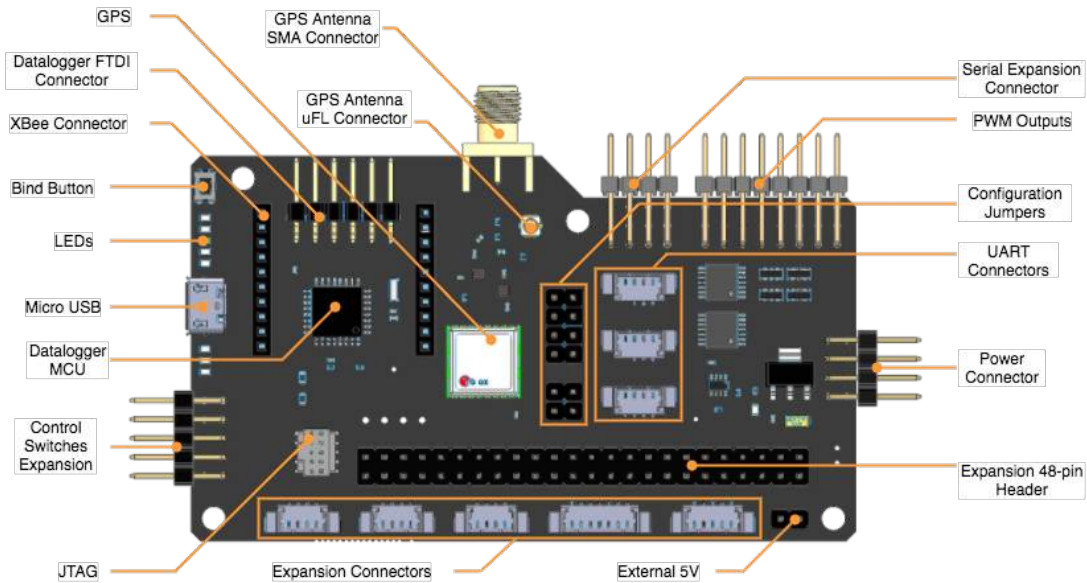 GPS
GPS Antenna
SMA Connector
Datalogger FTDI
Connector
Serial Expansion
Connector
GPS Antenna
uFL Connector
XBee Connector
PWM Outputs
Bind Button
Configuration
Jumpers
LEDs
UART
Connectors
Micro USB
Datalogger
MCU
Power
Connector
Control
Switches
Expansion
Expansion 48-pin
Header
JTAG
Expansion Connectors
External 5V